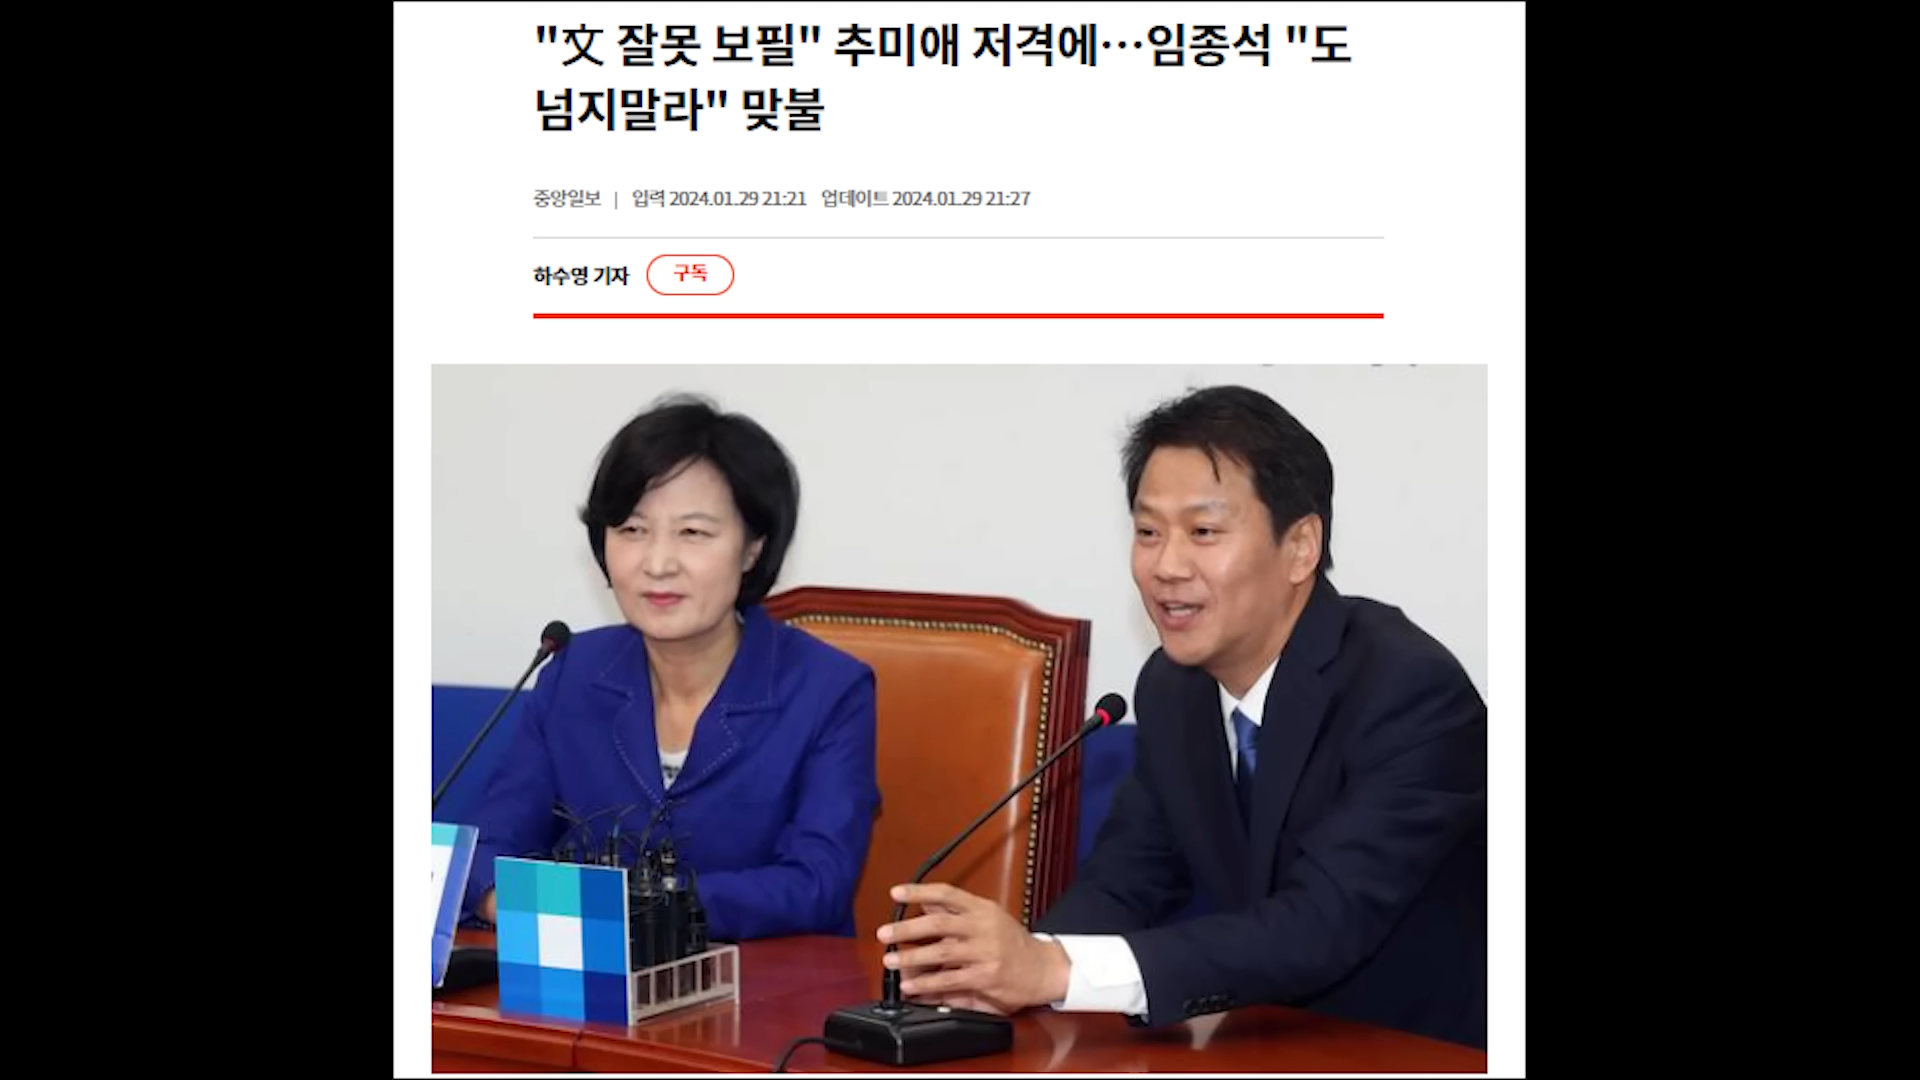 "文 잘못 보필" 추미애 저격에…임종석 "도
넘지말라" 맞불
중앙일보 | 입력 2024.01.29 21:21 업데이트 2024.01.29 21:27
하수영 기자 구독